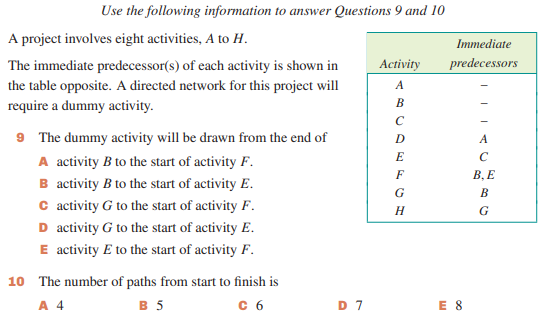 Use the following information to answer Questions 9 and 10
A project involves eight activities, A to H.
The immediate predecessor(s) of each activity is shown in
the table opposite. A directed network for this project will
require a dummy activity.
9 The dummy activity will be drawn from the end of
A activity B to the start of activity F.
B activity B to the start of activity E.
C activity G to the start of activity F.
D activity G to the start of activity E.
E activity E to the start of activity F.
Immediate
Activity predecessors
A –
B –
C –
D A
E C
F B, E
G B
H G
10 The number of paths from start to finish is
A 4 B 5 C 6 D 7 E 8